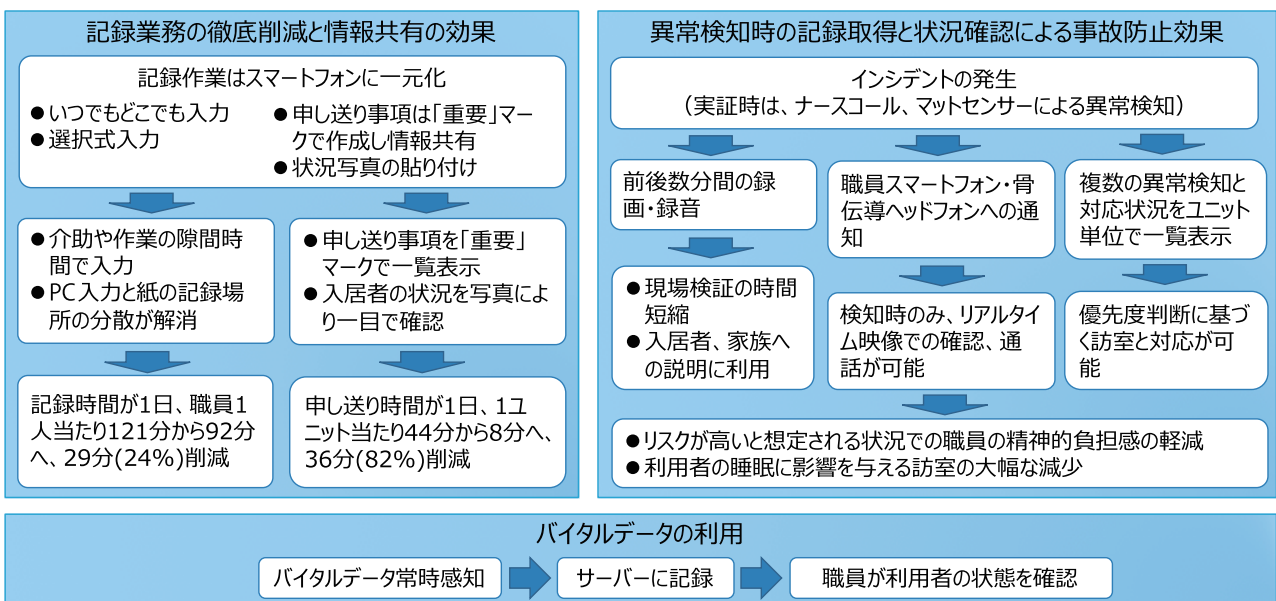 記録業務の徹底削減と情報共有の効果
記録作業はスマートフォンに一元化
●いつでもどこでも入力
●選択式入力
●申し送り事項は「重要」マー
クで作成し情報共有
●状況写真の貼り付け
●介助や作業の隙間時
間で入力
●PC入力と紙の記録場
所の分散が解消
●申し送り事項を「重要」
マークで一覧表示
●入居者の状況を写真によ
り一目で確認
記録時間が1日、職員1
人当たり121分から92分
へ、29分(24%)削減
申し送り時間が1日、1ユ
ニット当たり44分から8分へ、
36分(82%)削減
異常検知時の記録取得と状況確認による事故防止効果
インシデントの発生
（実証時は、ナースコール、マットセンサーによる異常検知）
前後数分間の録
画・録音
職員スマートフォン・骨
伝導ヘッドフォンへの通
知
複数の異常検知と
対応状況をユニット
単位で一覧表示
●現場検証の時間
短縮
●入居者、家族へ
の説明に利用
検知時のみ、リアルタイ
ム映像での確認、通
話が可能
優先度判断に基づ
く訪室と対応が可
能
●リスクが高いと想定される状況での職員の精神的負担感の軽減
●利用者の睡眠に影響を与える訪室の大幅な減少
バイタルデータの利用
バイタルデータ常時感知
サーバーに記録
職員が利用者の状態を確認